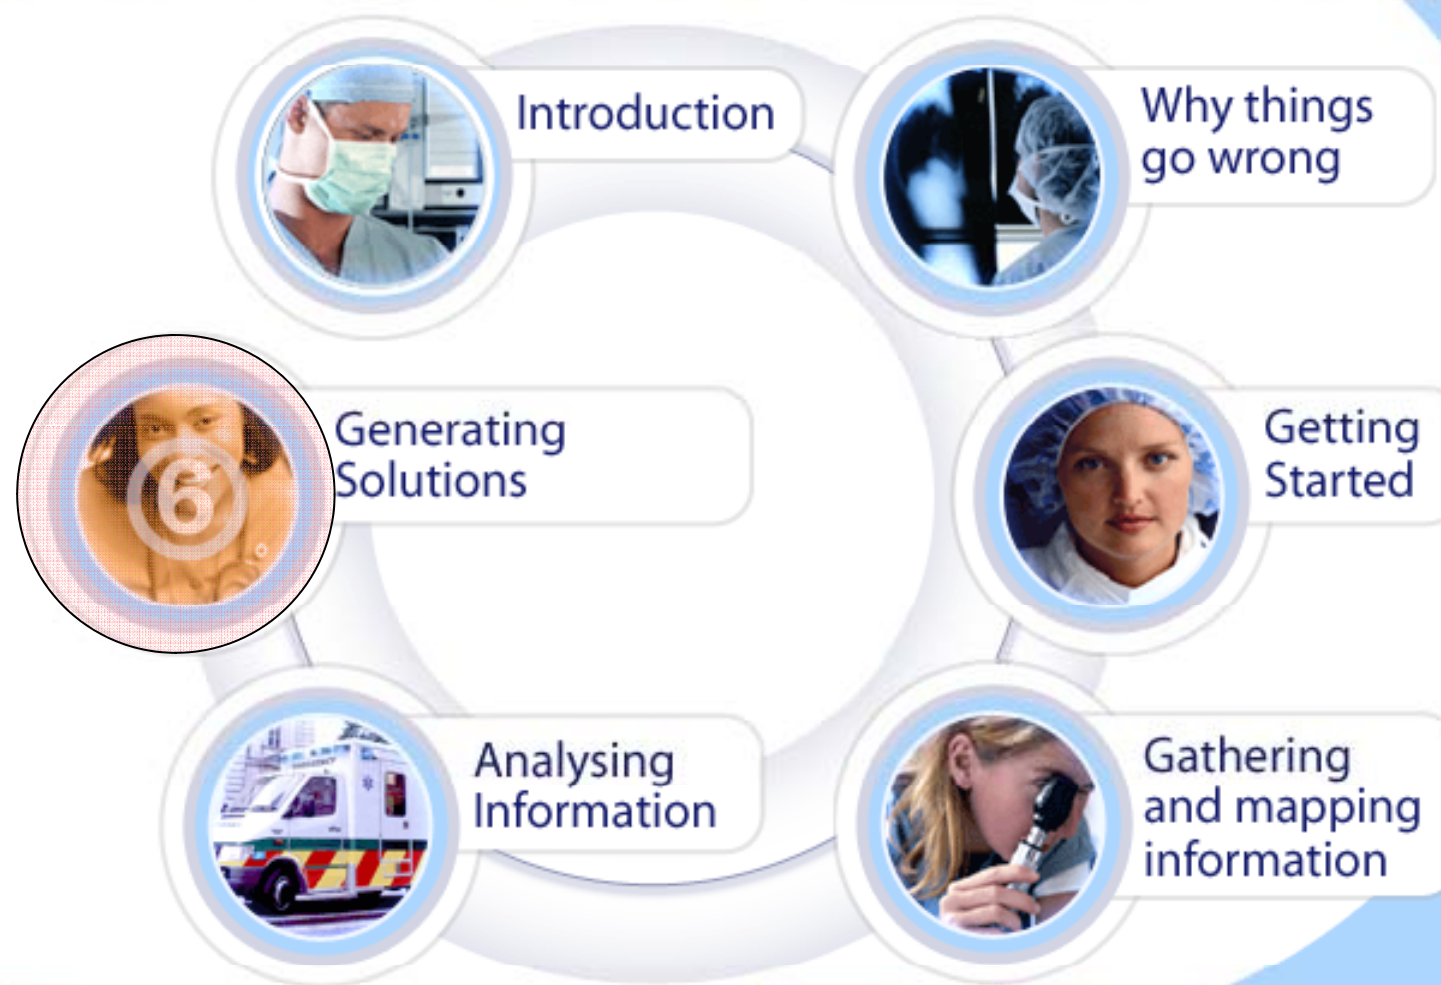 Introduction
Why things
go wrong
Getting
Started
Gathering
and mapping
information
Analysing
Information
6
Generating
Solutions